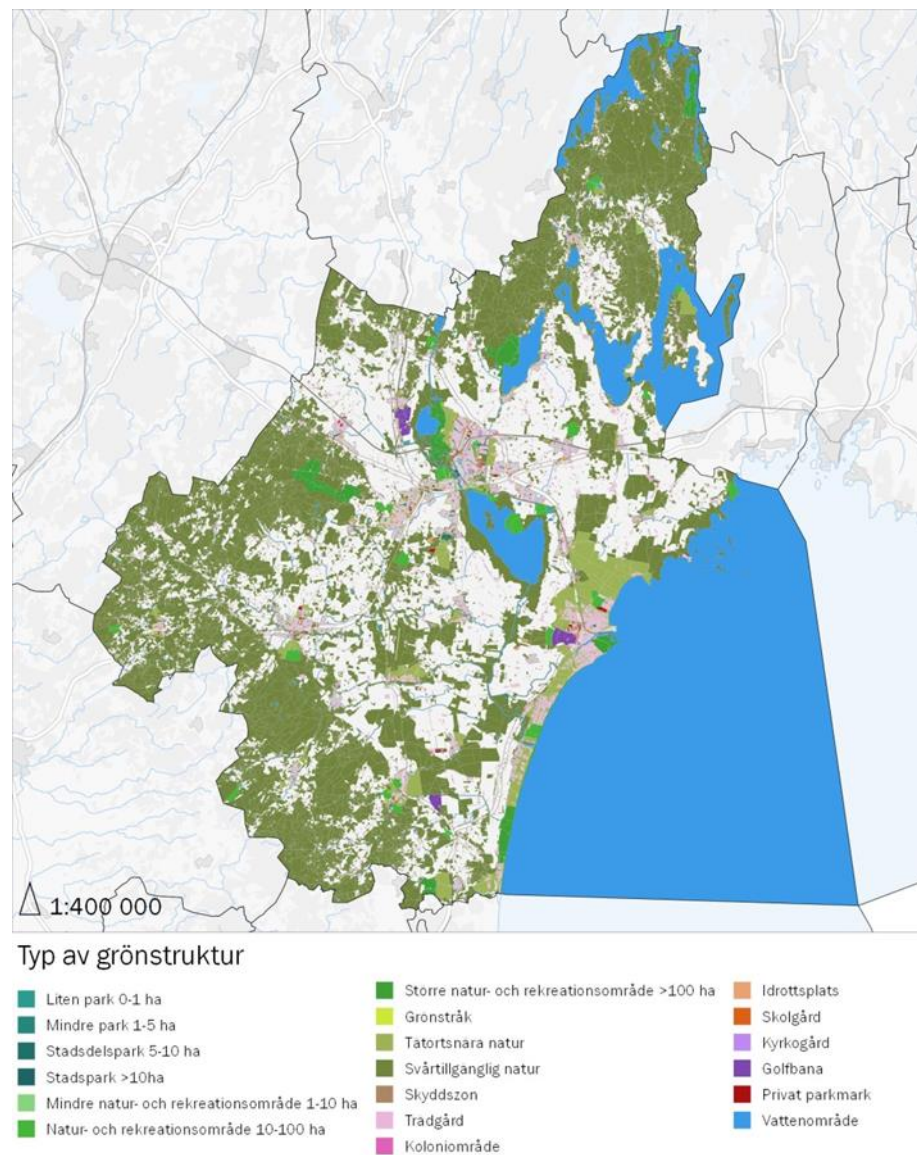 1:400 000
Typ av grönstruktur
Liten park 0-1 ha
Mindre park 1-5 ha
Stadsdelspark 5-10 ha
Stadspark >10ha
Mindre natur- och rekreationsområde 1-10 ha
Natur- och rekreationsområde 10-100 ha
Större natur- och rekreationsområde >100 ha
Grönstråk
Tätortsnära natur
Svårtillgänglig natur
Skyddszon
Trädgård
Koloniområde
Idrottsplats
Skolgård
Kyrkogård
Golfbana
Privat parkmark
Vattenområde